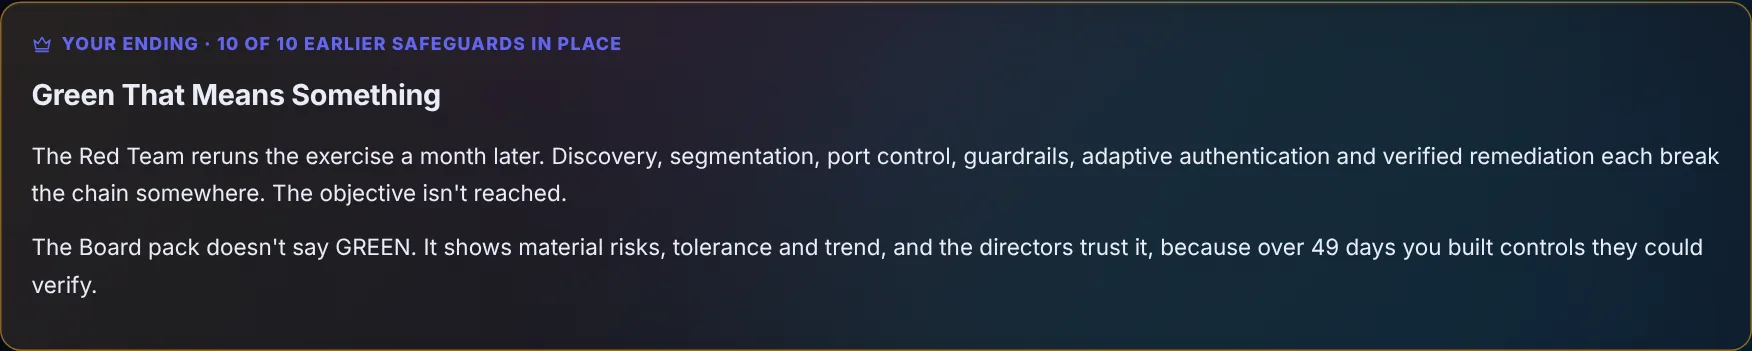 YOUR ENDING · 10 OF 10 EARLIER SAFEGUARDS IN PLACE
Green That Means Something
The Red Team reruns the exercise a month later. Discovery, segmentation, port control, guardrails, adaptive authentication and verified remediation each break
the chain somewhere. The objective isn't reached.
The Board pack doesn't say GREEN. It shows material risks, tolerance and trend, and the directors trust it, because over 49 days you built controls they could
verify.